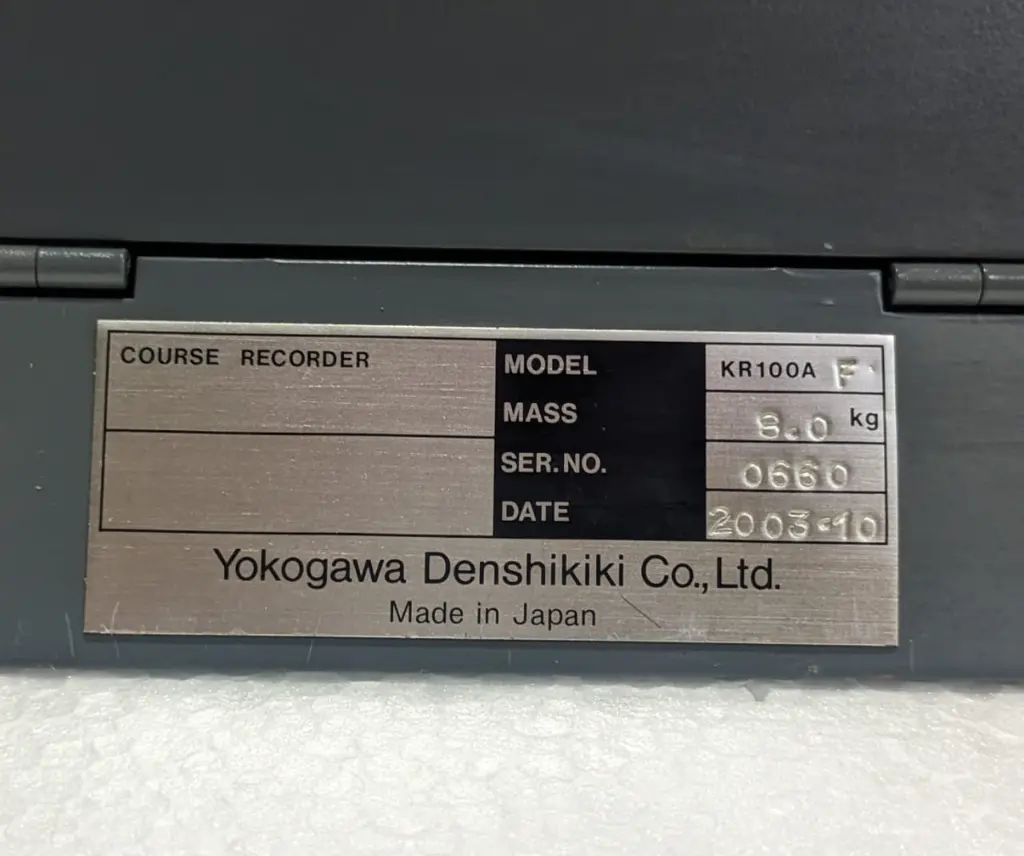 COURSE RECORDER
MODEL KR100A F
MASS 8.0 kg
SER.NO. 0660
DATE 2003.10
Yokogawa Denshikiki Co.,Ltd.
Made in Japan